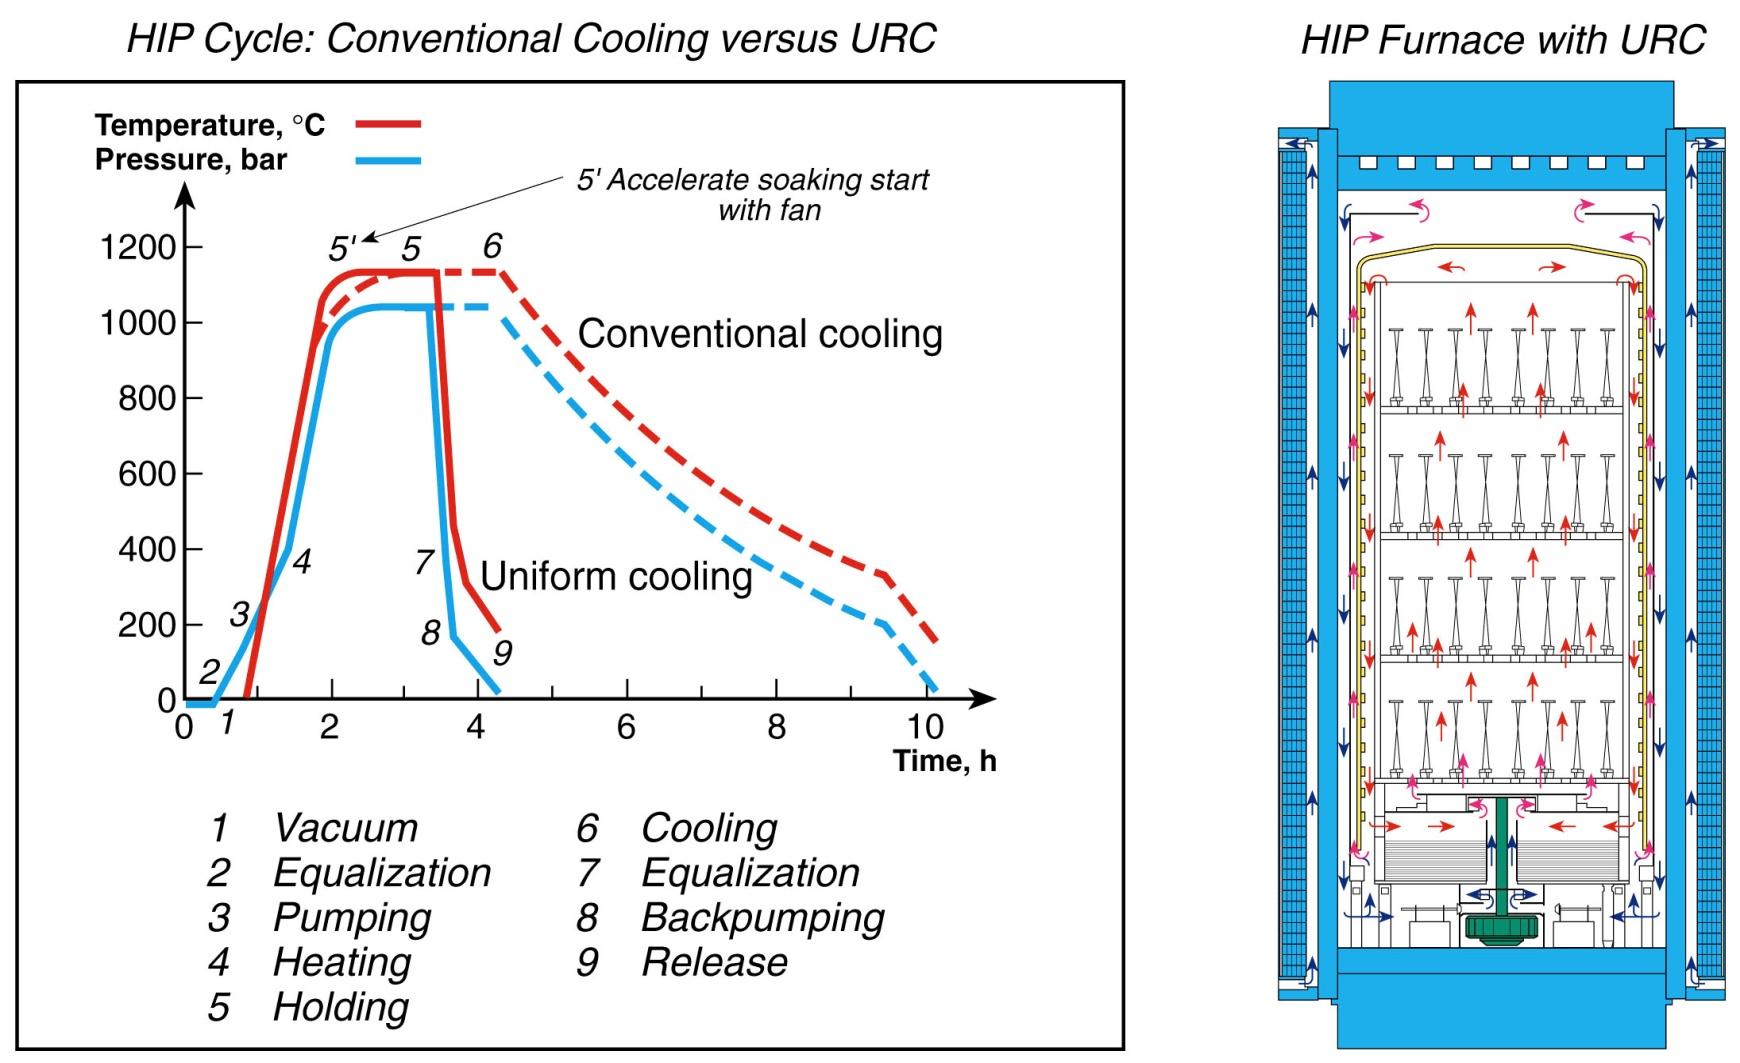 HIP Cycle: Conventional Cooling versus URC
HIP Furnace with URC
Temperature, °C
Pressure, bar
5' Accelerate soaking start
with fan
1200
1000
800
600
400
200
0
5'
5
6
Conventional cooling
Uniform cooling
4
3
2
1
7
8
9
0
2
4
6
8
10
Time, h
1 Vacuum
2 Equalization
3 Pumping
4 Heating
5 Holding
6 Cooling
7 Equalization
8 Backpumping
9 Release